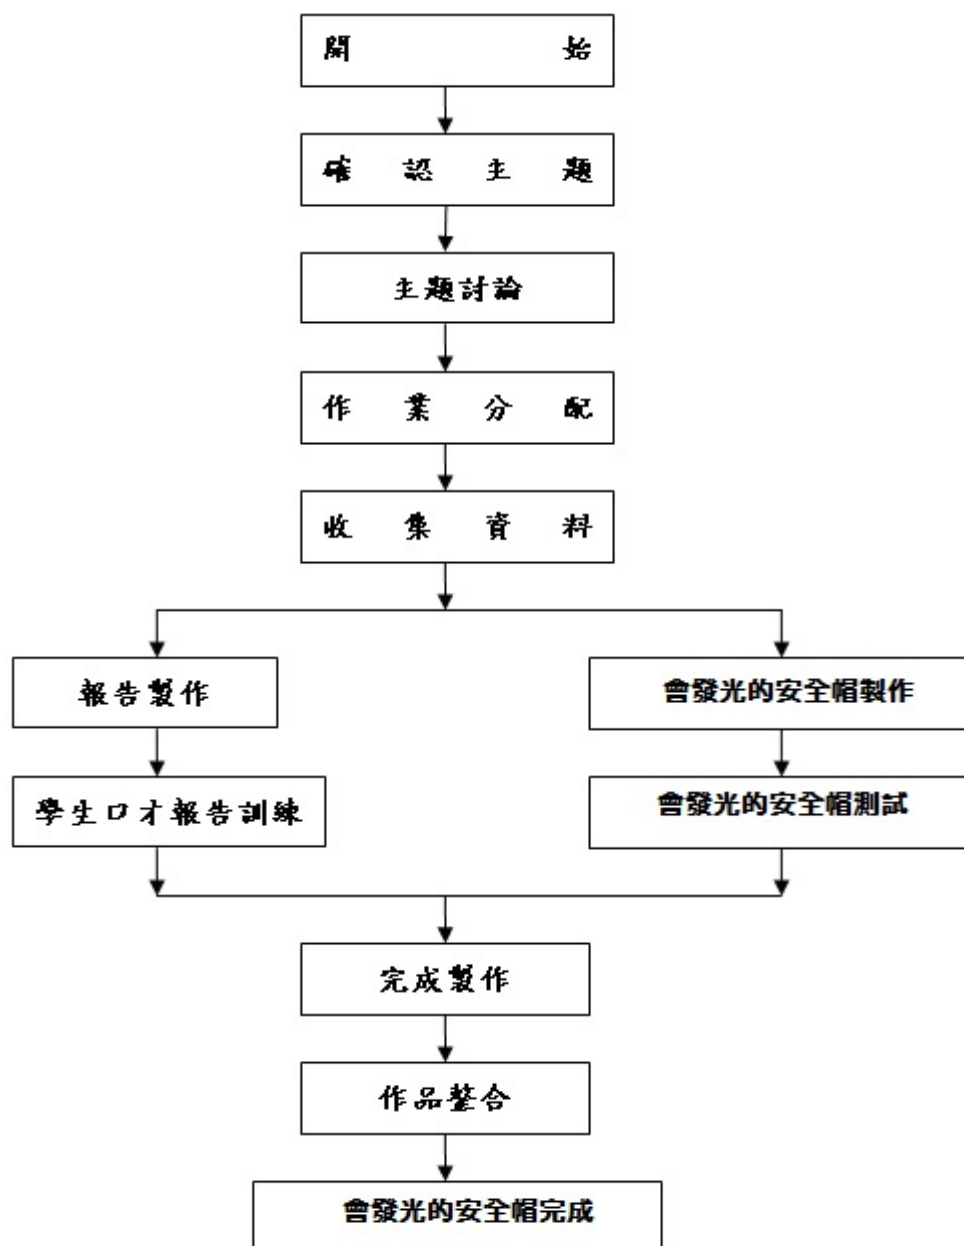 開始
確認主題
主題討論
作業分配
收集資料
報告製作
會發光的安全帽製作
學生口才報告訓練
會發光的安全帽測試
完成製作
作品整合
會發光的安全帽完成